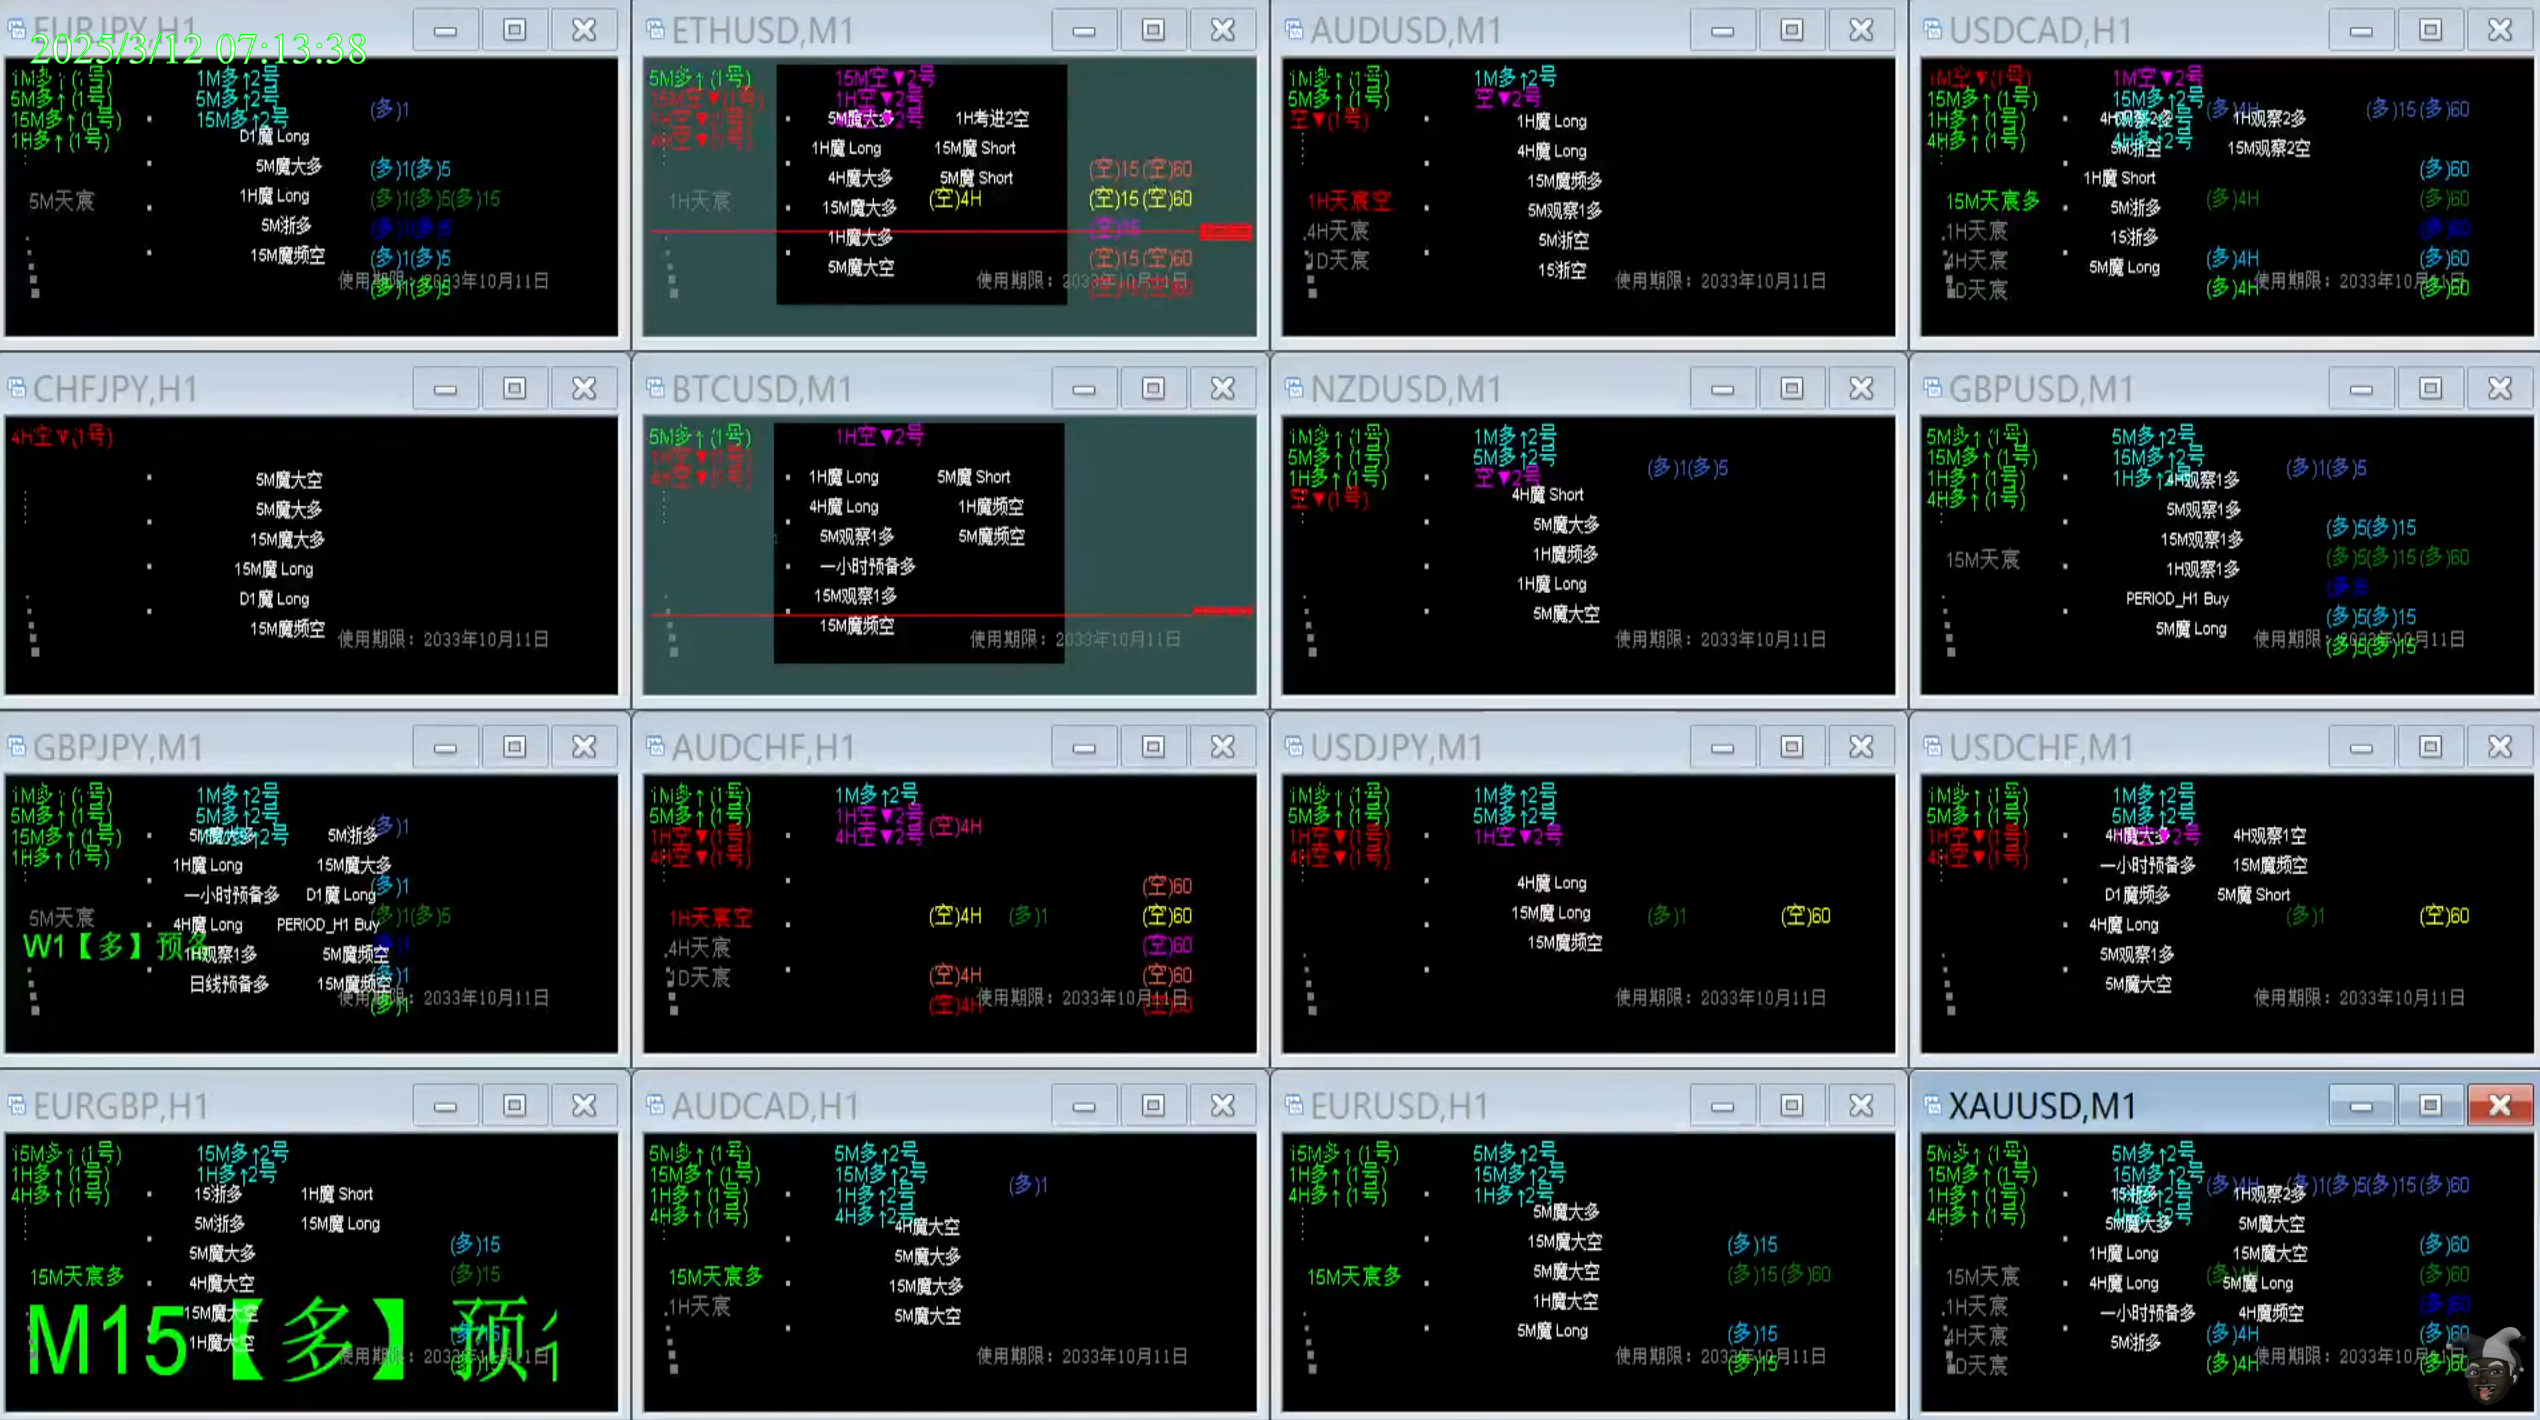 EURJPY,H1
2025/3/12 07:13:38
1M多↑(1号) 1M多↑2号
5M多↑(1号) 5M多↑2号 (多)1
15M多↑(1号) 15M多↑2号
1H多↑(1号) D1魔 Long
5M魔大多 (多)1(多)5
5M天宸 1H魔 Long (多)1(多)5(多)15
5M浙多 (多)1(多)5
15M魔频空 (多)1(多)5
使用期限：2033年10月11日
(多)1(多)5
ETHUSD,M1
5M多↑(1号) 15M空▼2号
15M空▼(1号) 1H空▼2号
1H空▼(1号) 5M魔大多 1H考进2空
4H空▼(1号)
1H魔 Long 15M魔 Short
4H魔大多 5M魔 Short (空)15(空)60
1H天宸 15M魔大多 (空)4H (空)15(空)60
1H魔大多 (空)15
5M魔大空 (空)15(空)60
使用期限：2033年10月11日
AUDUSD,M1
1M多↑(1号) 1M多↑2号
5M多↑(1号) 空▼2号
空▼(1号) 1H魔 Long
4H魔 Long
15M魔频多
1H天宸空 5M观察1多
4H天宸 5M浙空
1D天宸 15浙空
使用期限：2033年10月11日
USDCAD,H1
1M空▼(1号) 1M空▼2号
15M多↑(1号) 15M多↑2号 (多)4H (多)15(多)60
1H多↑(1号) 4H观察2多 1H观察2多
4H多↑(1号) 4H多↑2号 5M浙空 15M观察2空
1H魔 Short (多)60
15M天宸多 5M浙多 (多)4H (多)60
1H天宸 15浙多 (多)60
4H天宸 5M魔 Long (多)4H (多)60
1D天宸 (多)4H (多)60
使用期限：2033年10月11日
CHFJPY,H1
4H空▼(1号)
5M魔大空
5M魔大多
15M魔大多
15M魔 Long
D1魔 Long
15M魔频空
使用期限：2033年10月11日
BTCUSD,M1
5M多↑(1号) 1H空▼2号
1H空▼(1号)
4H空▼(1号) 1H魔 Long 5M魔 Short
4H魔 Long 1H魔频空
5M观察1多 5M魔频空
一小时预备多
15M观察1多
15M魔频空
使用期限：2033年10月11日
NZDUSD,M1
1M多↑(1号) 1M多↑2号
5M多↑(1号) 5M多↑2号 (多)1(多)5
1H多↑(1号) 空▼2号
空▼(1号) 4H魔 Short
5M魔大多
1H魔频多
1H魔 Long
5M魔大空
使用期限：2033年10月11日
GBPUSD,M1
5M多↑(1号) 5M多↑2号
15M多↑(1号) 15M多↑2号 (多)1(多)5
1H多↑(1号) 1H多↑2号 4H观察1多
4H多↑(1号) 5M观察1多
15M观察1多 (多)5(多)15
15M天宸 1H观察1多 (多)5(多)15(多)60
PERIOD_H1 Buy (多)5
5M魔 Long (多)5(多)15
使用期限：2033年10月11日
(多)5(多)15
GBPJPY,M1
1M多↑(1号) 1M多↑2号
5M多↑(1号) 5M多↑2号 (多)1
15M多↑(1号) 5M魔大多 5M浙多
1H多↑(1号) 1H魔 Long 15M魔大多
一小时预备多 D1魔 Long (多)1
5M天宸 4H魔 Long PERIOD_H1 Buy (多)1(多)5
W1【多】预备 1H观察1多 5M魔频空 (多)1
日线预备多 15M魔频空 (多)1
使用期限：2033年10月11日
(多)1
AUDCHF,H1
1M多↑(1号) 1M多↑2号
5M多↑(1号) 1H空▼2号
1H空▼(1号) 4H空▼2号 (空)4H
4H空▼(1号)
(空)60
1H天宸空 (空)4H (多)1 (空)60
4H天宸 (空)60
1D天宸 (空)4H (空)60
(空)4H (空)60
使用期限：2033年10月11日
USDJPY,M1
1M多↑(1号) 1M多↑2号
5M多↑(1号) 5M多↑2号
1H空▼(1号) 1H空▼2号
4H空▼(1号)
4H魔 Long
15M魔 Long (多)1 (空)60
15M魔频空
使用期限：2033年10月11日
USDCHF,M1
1M多↑(1号) 1M多↑2号
5M多↑(1号) 5M多↑2号
1H空▼(1号) 4H魔大多 4H观察1空
4H空▼(1号) 一小时预备多 15M魔频空
D1魔频多 5M魔 Short
4H魔 Long (多)1 (空)60
5M观察1多
5M魔大空
使用期限：2033年10月11日
EURGBP,H1
15M多↑(1号) 15M多↑2号
1H多↑(1号) 1H多↑2号
4H多↑(1号) 15浙多 1H魔 Short
5M浙多 15M魔 Long
5M魔大多 (多)15
15M天宸多 4H魔大空 (多)15
M15【多】预 15M魔大空
1H魔大空 (多)15
使用期限：2033年10月11日
(多)15
AUDCAD,H1
5M多↑(1号) 5M多↑2号
15M多↑(1号) 15M多↑2号 (多)1
1H多↑(1号) 1H多↑2号
4H多↑(1号) 4H多↑2号
4H魔大空
5M魔大多
15M天宸多 15M魔大多
1H天宸 5M魔大空
使用期限：2033年10月11日
EURUSD,H1
15M多↑(1号) 5M多↑2号
1H多↑(1号) 15M多↑2号
4H多↑(1号) 1H多↑2号
5M魔大多
15M魔大空 (多)15
15M天宸多 5M魔大空 (多)15(多)60
1H魔大空
5M魔 Long (多)15
使用期限：2033年10月11日
(多)15
XAUUSD,M1
5M多↑(1号) 5M多↑2号
15M多↑(1号) 15M多↑2号 (多)4H (多)1(多)5(多)15(多)60
1H多↑(1号) 15浙多 1H观察2多
4H多↑(1号) 4H多↑2号 5M魔大多 5M魔大空
1H魔 Long 15M魔大空 (多)60
15M天宸 4H魔 Long 5M魔 Long (多)60
1H天宸 一小时预备多 4H魔频空 (多)60
4H天宸 5M浙多 (多)4H (多)60
1D天宸 (多)4H (多)60
使用期限：2033年10月11日